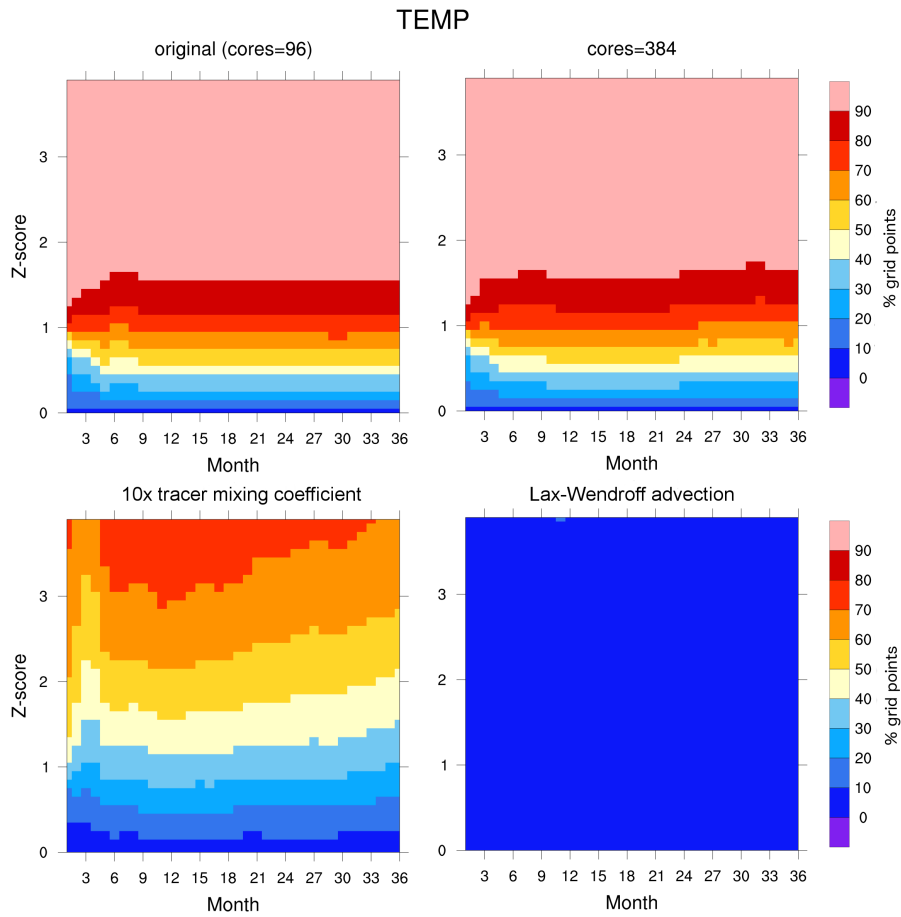 TEMP
original (cores=96)
cores=384
Z-score
3
2
1
0
3 6 9 12 15 18 21 24 27 30 33 36
Month
3
2
1
0
3 6 9 12 15 18 21 24 27 30 33 36
Month
90
80
70
60
50
40
30
20
10
0
% grid points
10x tracer mixing coefficient
Lax-Wendroff advection
Z-score
3
2
1
0
3 6 9 12 15 18 21 24 27 30 33 36
Month
3
2
1
0
3 6 9 12 15 18 21 24 27 30 33 36
Month
90
80
70
60
50
40
30
20
10
0
% grid points